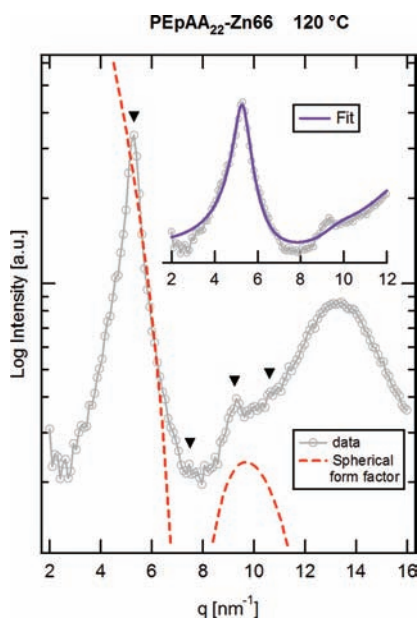 PEpAA₂₂-Zn66 120 °C
Log Intensity [a.u.]
Fit
2 4 6 8 10 12
data
Spherical
form factor
2 4 6 8 10 12 14 16
q [nm⁻¹]